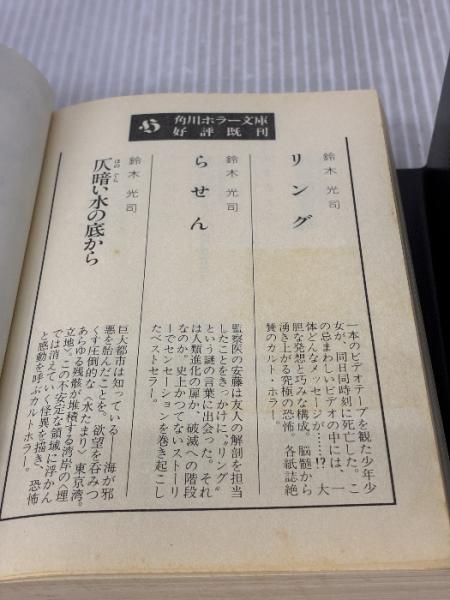 角川ホラー文庫
好評既刊
鈴木光司
リング
一本のビデオテープを観た少年少
女が、同日同時刻に死亡した。こ
の忌まわしいビデオの中には、一
体どんなメッセージが……!? 大
胆な発想と巧みな構成、脳髄から
湧き上がる究極の恐怖。各紙誌絶
賛のカルト・ホラー。
鈴木光司
らせん
監察医の安藤は友人の解剖を担当
したことをきっかけに〝リング〟
という謎の言葉に出会った。それ
は人類進化の扉か、破滅への階段
なのか。史上かつてないストーリ
ーでセンセーションを巻き起こし
たベストセラー。
鈴木光司
仄暗い水の底から
ほの ぐら
巨大都市は知っている――海が邪
悪を胎んだことを。欲望を呑みつ
くす圧倒的な〈水たまり〉東京湾。
あらゆる残骸が堆積する湾岸の〈埋
立地〉。この不安定な領域に浮かん
では消えていく怪異を描き、恐怖
と感動を呼ぶカルトホラー。